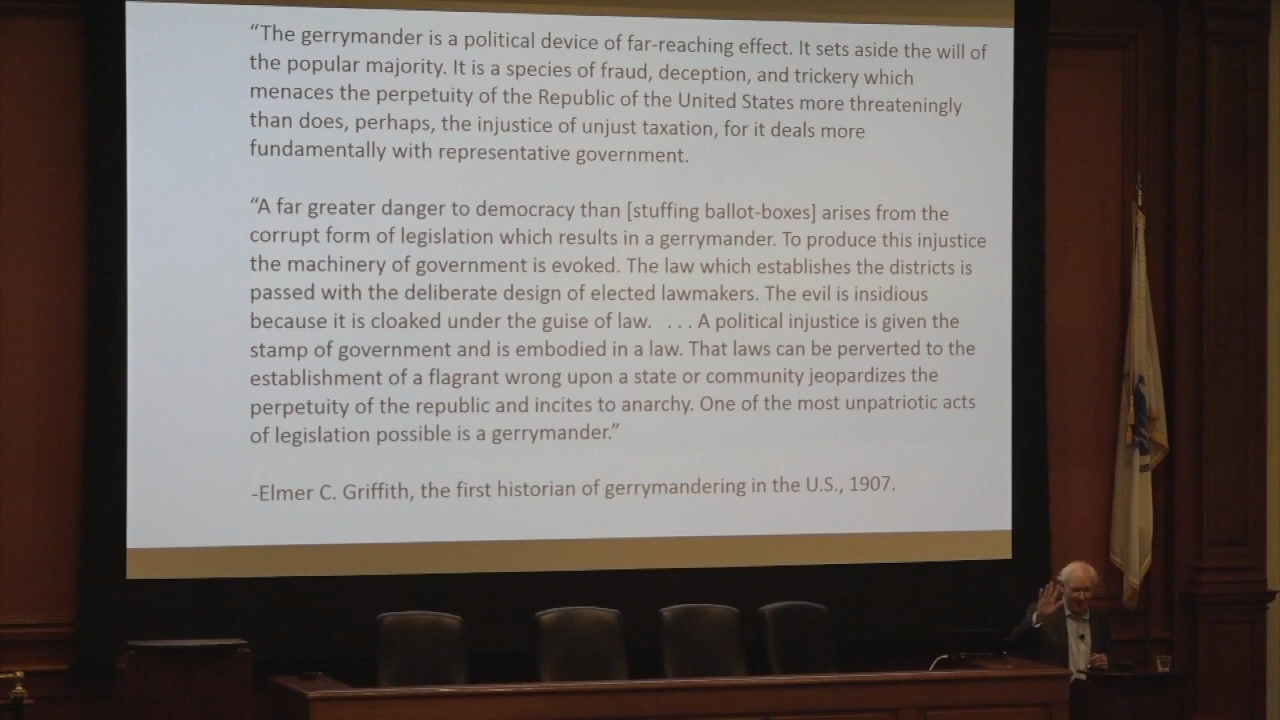 “The gerrymander is a political device of far-reaching effect. It sets aside the will of
the popular majority. It is a species of fraud, deception, and trickery which
menaces the perpetuity of the Republic of the United States more threateningly
than does, perhaps, the injustice of unjust taxation, for it deals more
fundamentally with representative government.
“A far greater danger to democracy than [stuffing ballot-boxes] arises from the
corrupt form of legislation which results in a gerrymander. To produce this injustice
the machinery of government is evoked. The law which establishes the districts is
passed with the deliberate design of elected lawmakers. The evil is insidious
because it is cloaked under the guise of law. . . . A political injustice is given the
stamp of government and is embodied in a law. That laws can be perverted to the
establishment of a flagrant wrong upon a state or community jeopardizes the
perpetuity of the republic and incites to anarchy. One of the most unpatriotic acts
of legislation possible is a gerrymander.”
-Elmer C. Griffith, the first historian of gerrymandering in the U.S., 1907.